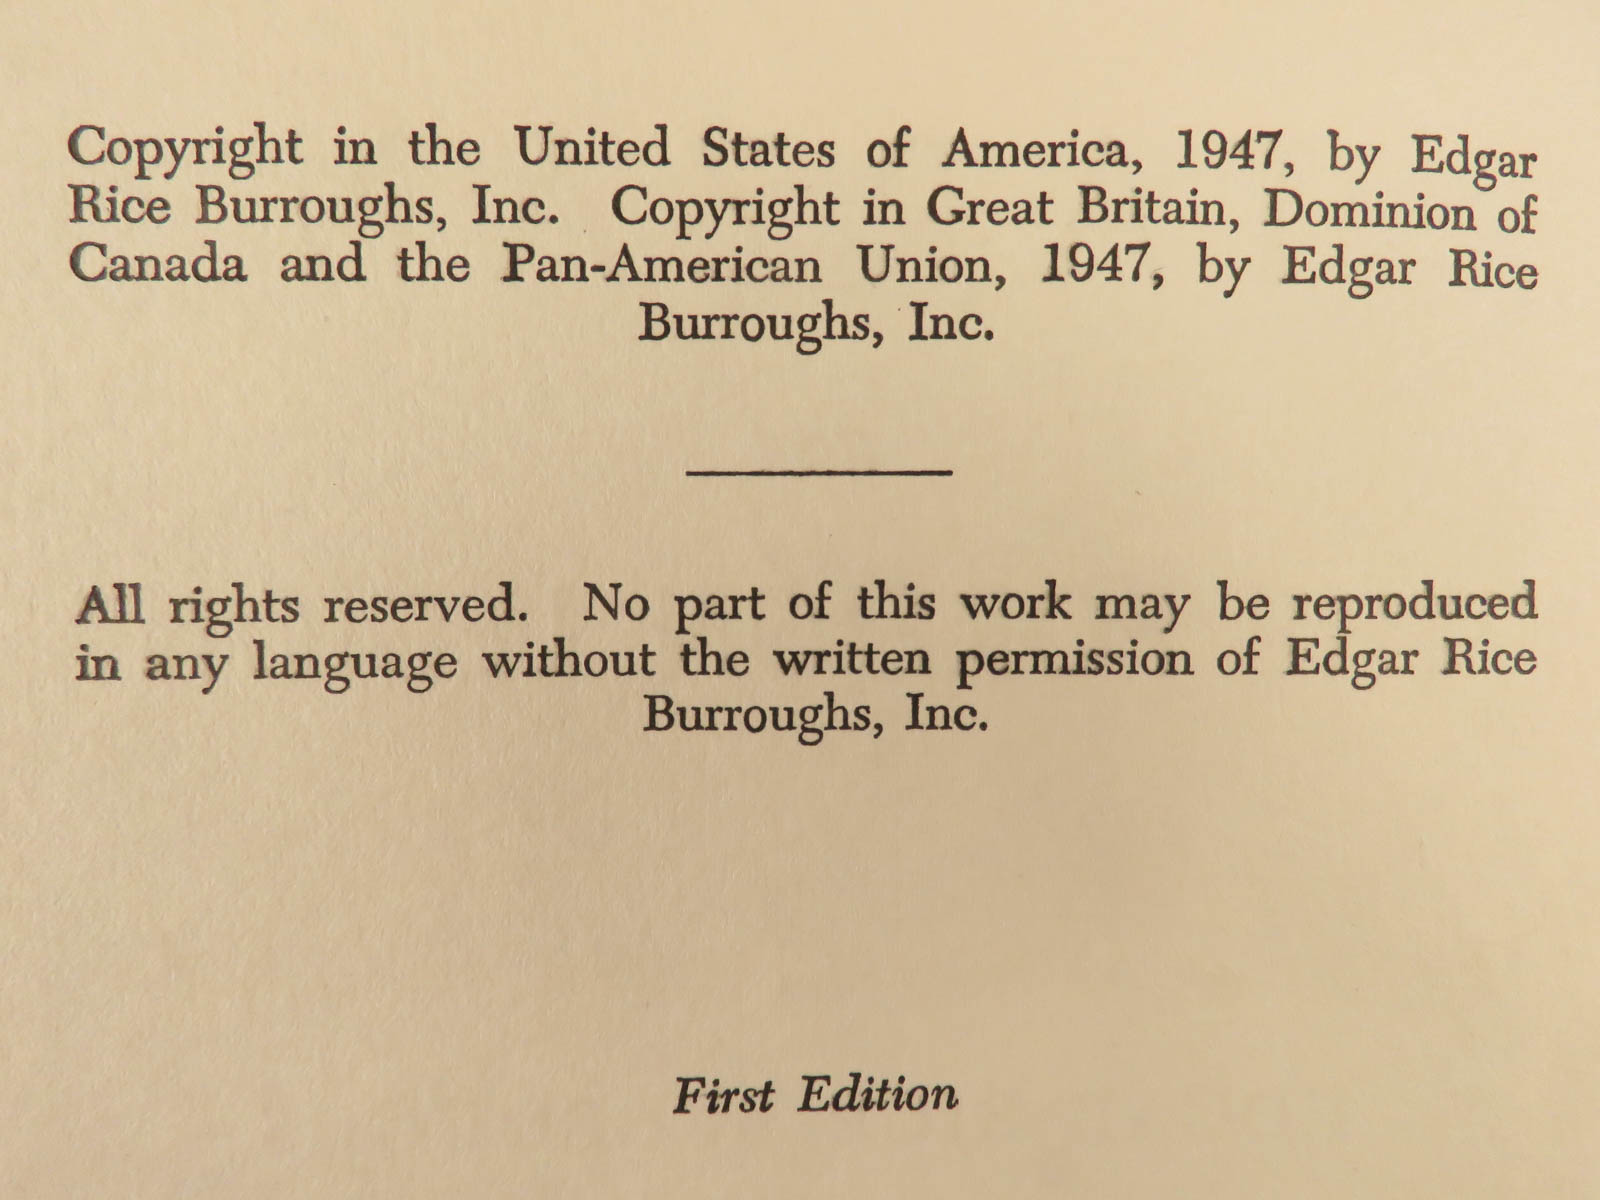 Copyright in the United States of America, 1947, by Edgar
Rice Burroughs, Inc. Copyright in Great Britain, Dominion of
Canada and the Pan-American Union, 1947, by Edgar Rice
Burroughs, Inc.
All rights reserved. No part of this work may be reproduced
in any language without the written permission of Edgar Rice
Burroughs, Inc.
First Edition